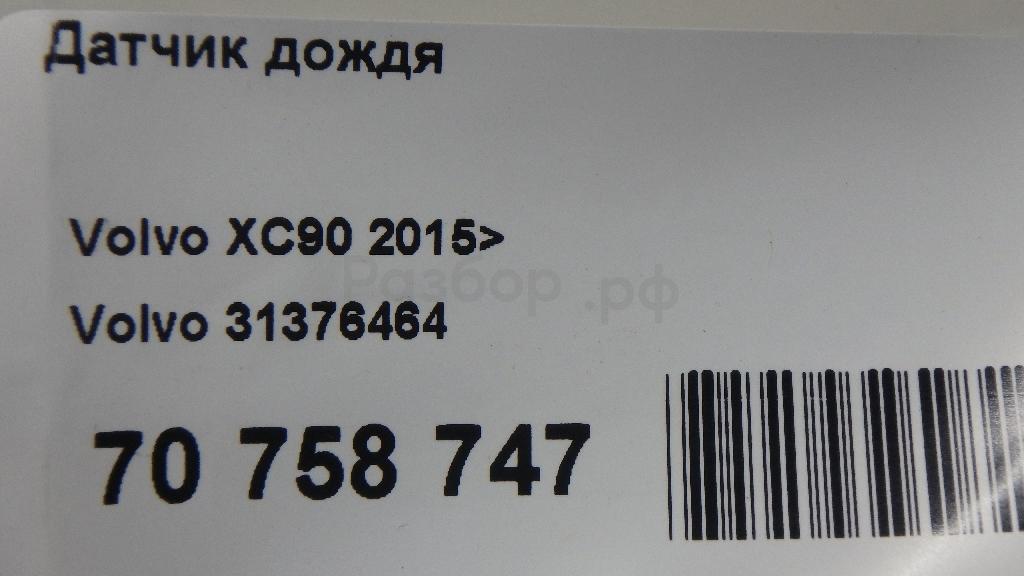 Датчик дождя
Volvo XC90 2015>
Разбор.рф
Volvo 31376464
70 758 747